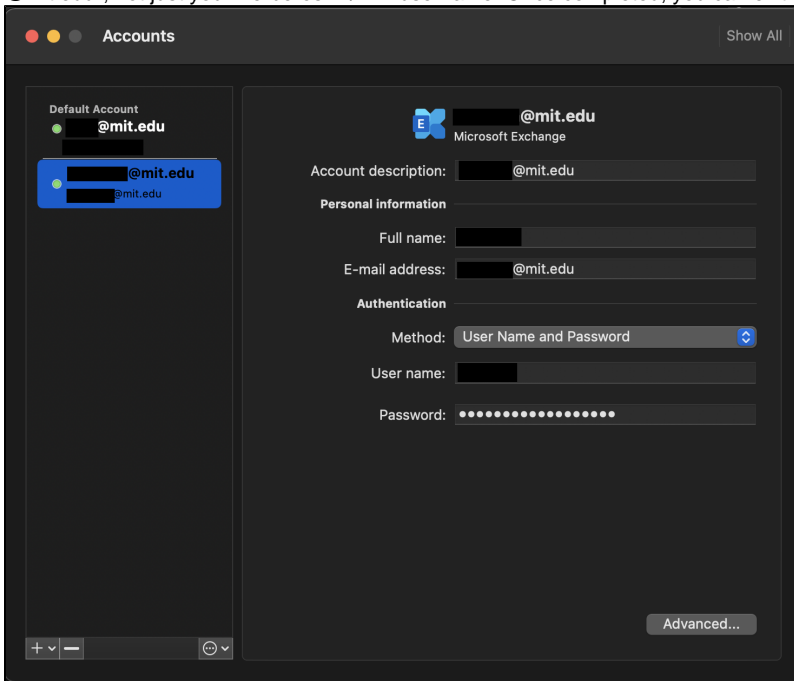 Accounts
Show All
Default Account
@mit.edu
@mit.edu
@mit.edu
@mit.edu
Microsoft Exchange
Account description: @mit.edu
Personal information
Full name:
E-mail address: @mit.edu
Authentication
Method: User Name and Password
User name:
Password: ●●●●●●●●●●●●●●●●●●
Advanced...